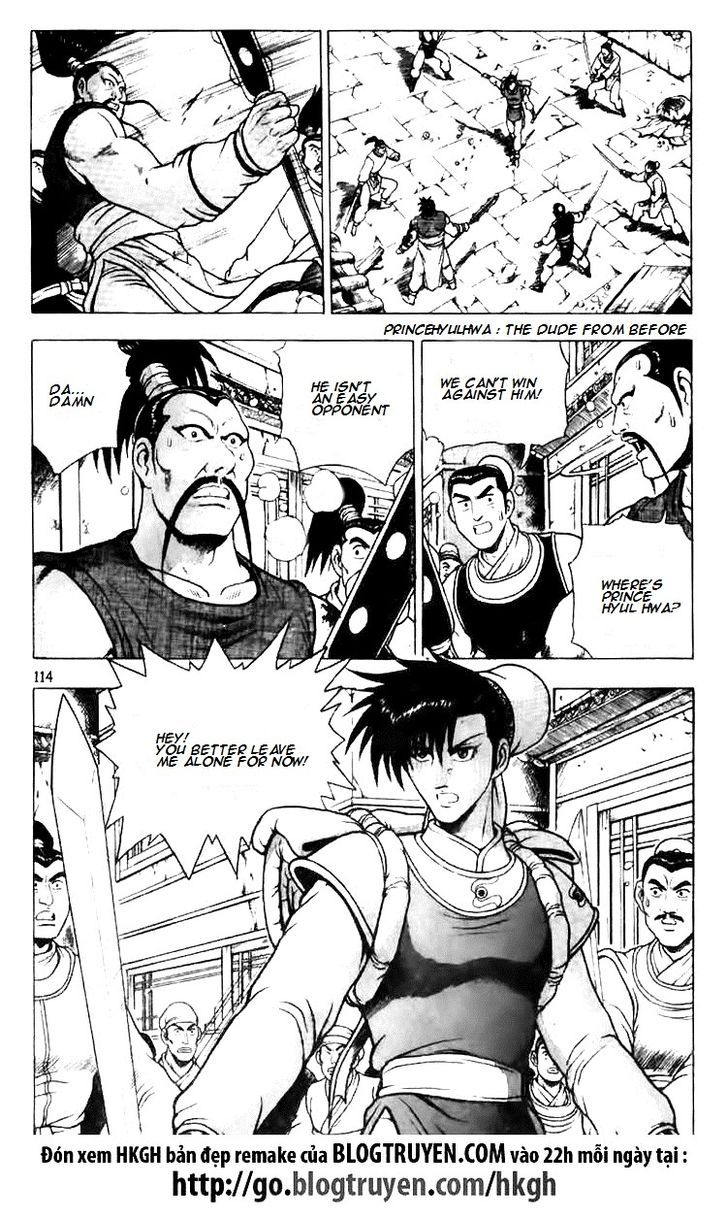 PRINCEHYULHWA : THE DUDE FROM BEFORE
DA...
DAMN
HE ISN'T
AN EASY
OPPONENT
WE CAN'T WIN
AGAINST HIM!
WHERE'S
PRINCE
HYUL HWA?
114
HEY!
YOU BETTER LEAVE
ME ALONE FOR NOW!
Đón xem HKGH bản đẹp remake của BLOGTRUYEN.COM vào 22h mỗi ngày tại :
http://go.blogtruyen.com/hkgh